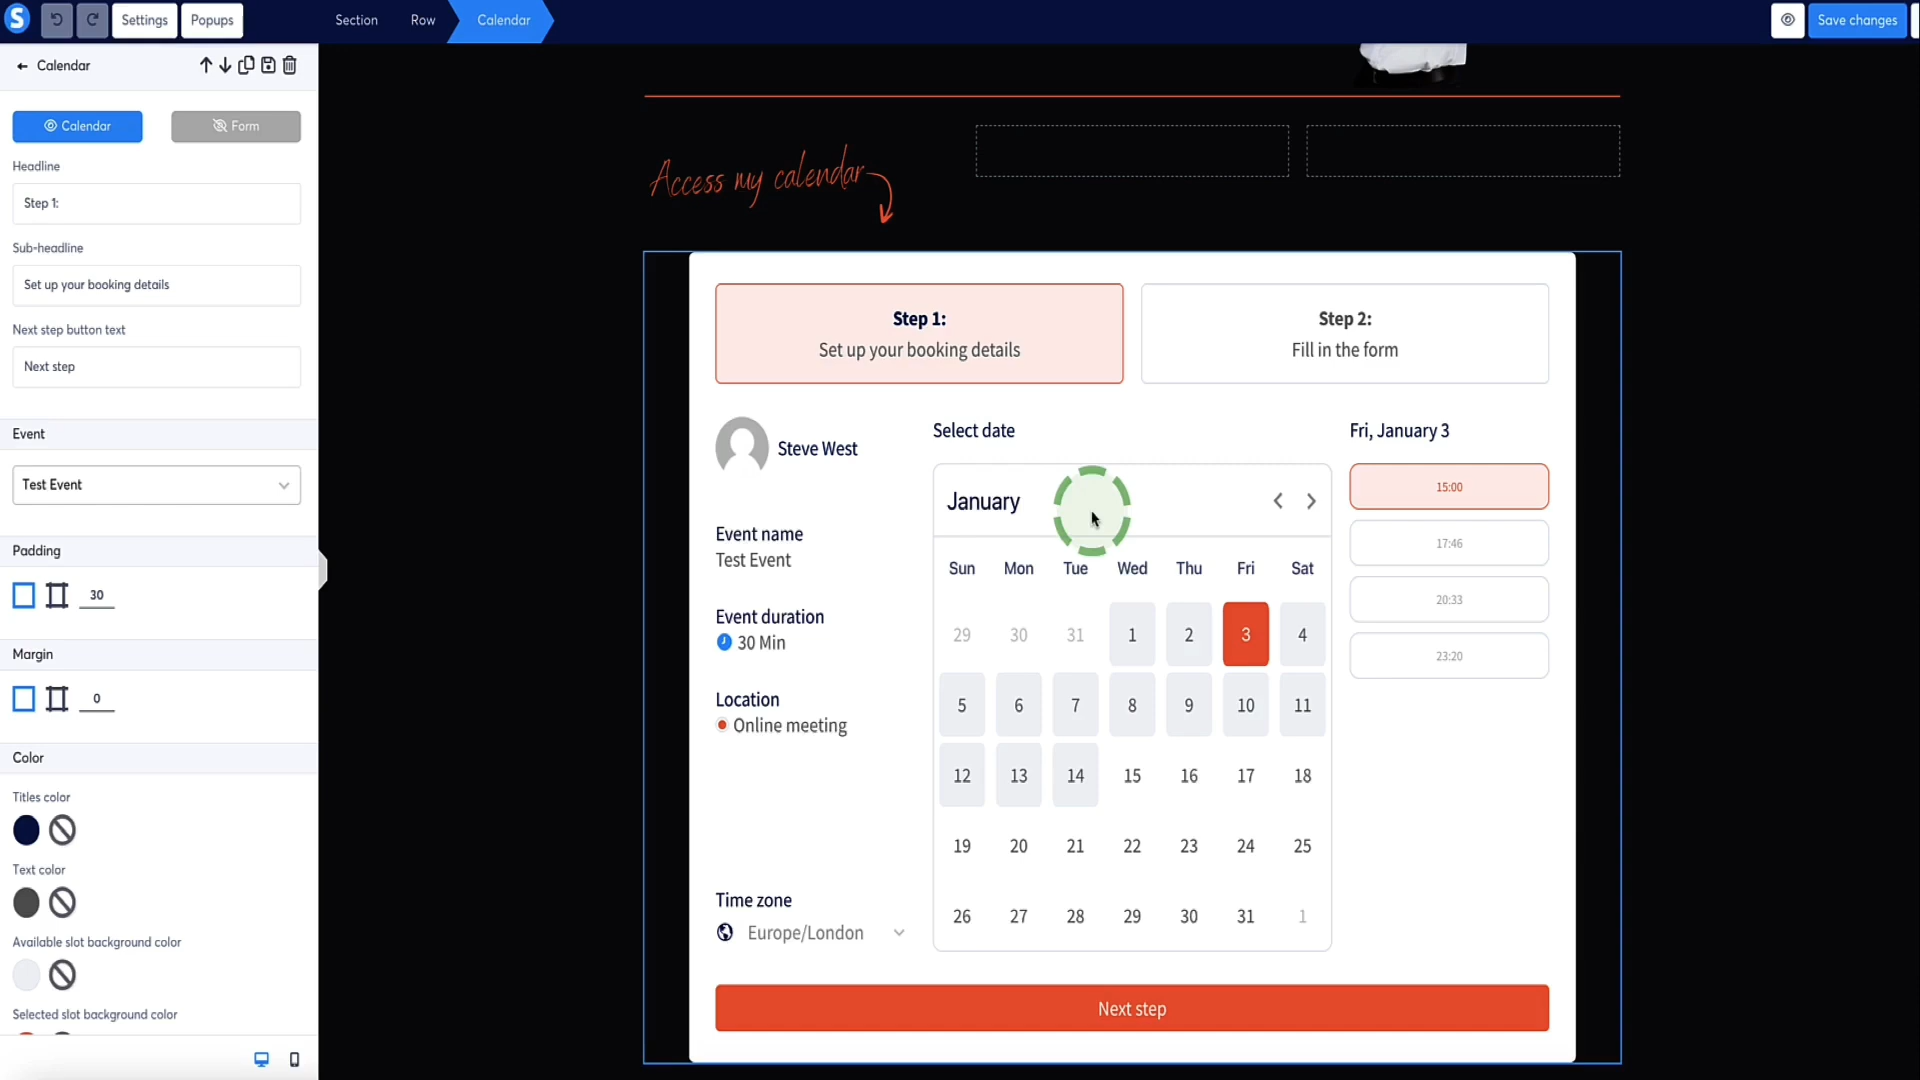 S
Settings
Popups
Section
Row
Calendar
Save changes
Calendar
Calendar
Form
Headline
Step 1:
Sub-headline
Set up your booking details
Next step button text
Next step
Event
Test Event
Padding
30
Margin
0
Color
Titles color
Text color
Available slot background color
Selected slot background color
Access my calendar
Step 1:
Set up your booking details
Step 2:
Fill in the form
Steve West
Event name
Test Event
Event duration
30 Min
Location
Online meeting
Time zone
Europe/London
Select date
January
Sun Mon Tue Wed Thu Fri Sat
29 30 31 1 2 3 4
5 6 7 8 9 10 11
12 13 14 15 16 17 18
19 20 21 22 23 24 25
26 27 28 29 30 31 1
Fri, January 3
15:00
17:46
20:33
23:20
Next step